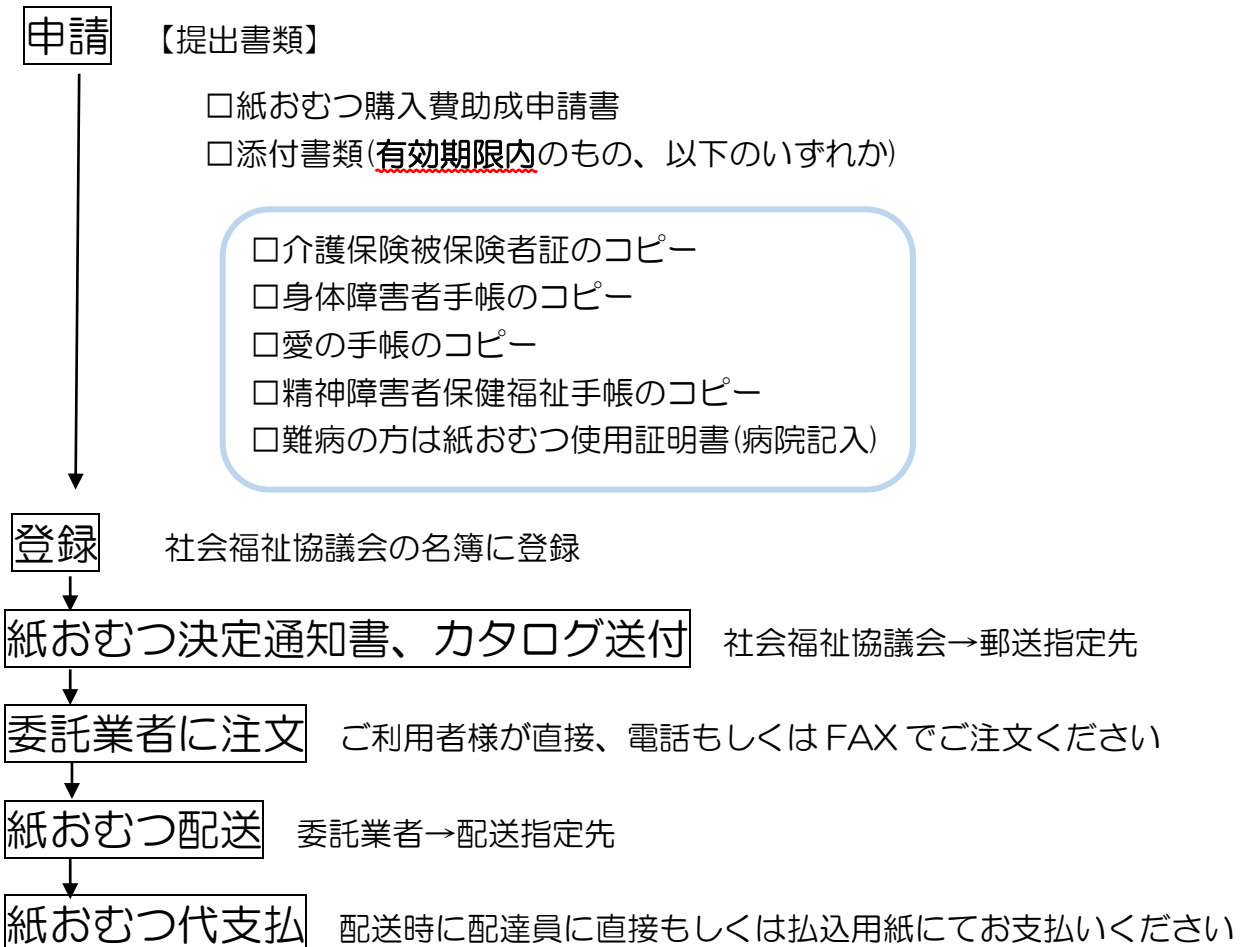 申請 【提出書類】
□紙おむつ購入費助成申請書
□添付書類(有効期限内のもの、以下のいずれか)
□介護保険被保険者証のコピー
□身体障害者手帳のコピー
□愛の手帳のコピー
□精神障害者保健福祉手帳のコピー
□難病の方は紙おむつ使用証明書(病院記入)
登録 社会福祉協議会の名簿に登録
紙おむつ決定通知書、カタログ送付 社会福祉協議会→郵送指定先
委託業者に注文 ご利用者様が直接、電話もしくは FAX でご注文ください
紙おむつ配送 委託業者→配送指定先
紙おむつ代支払 配送時に配達員に直接もしくは払込用紙にてお支払いください